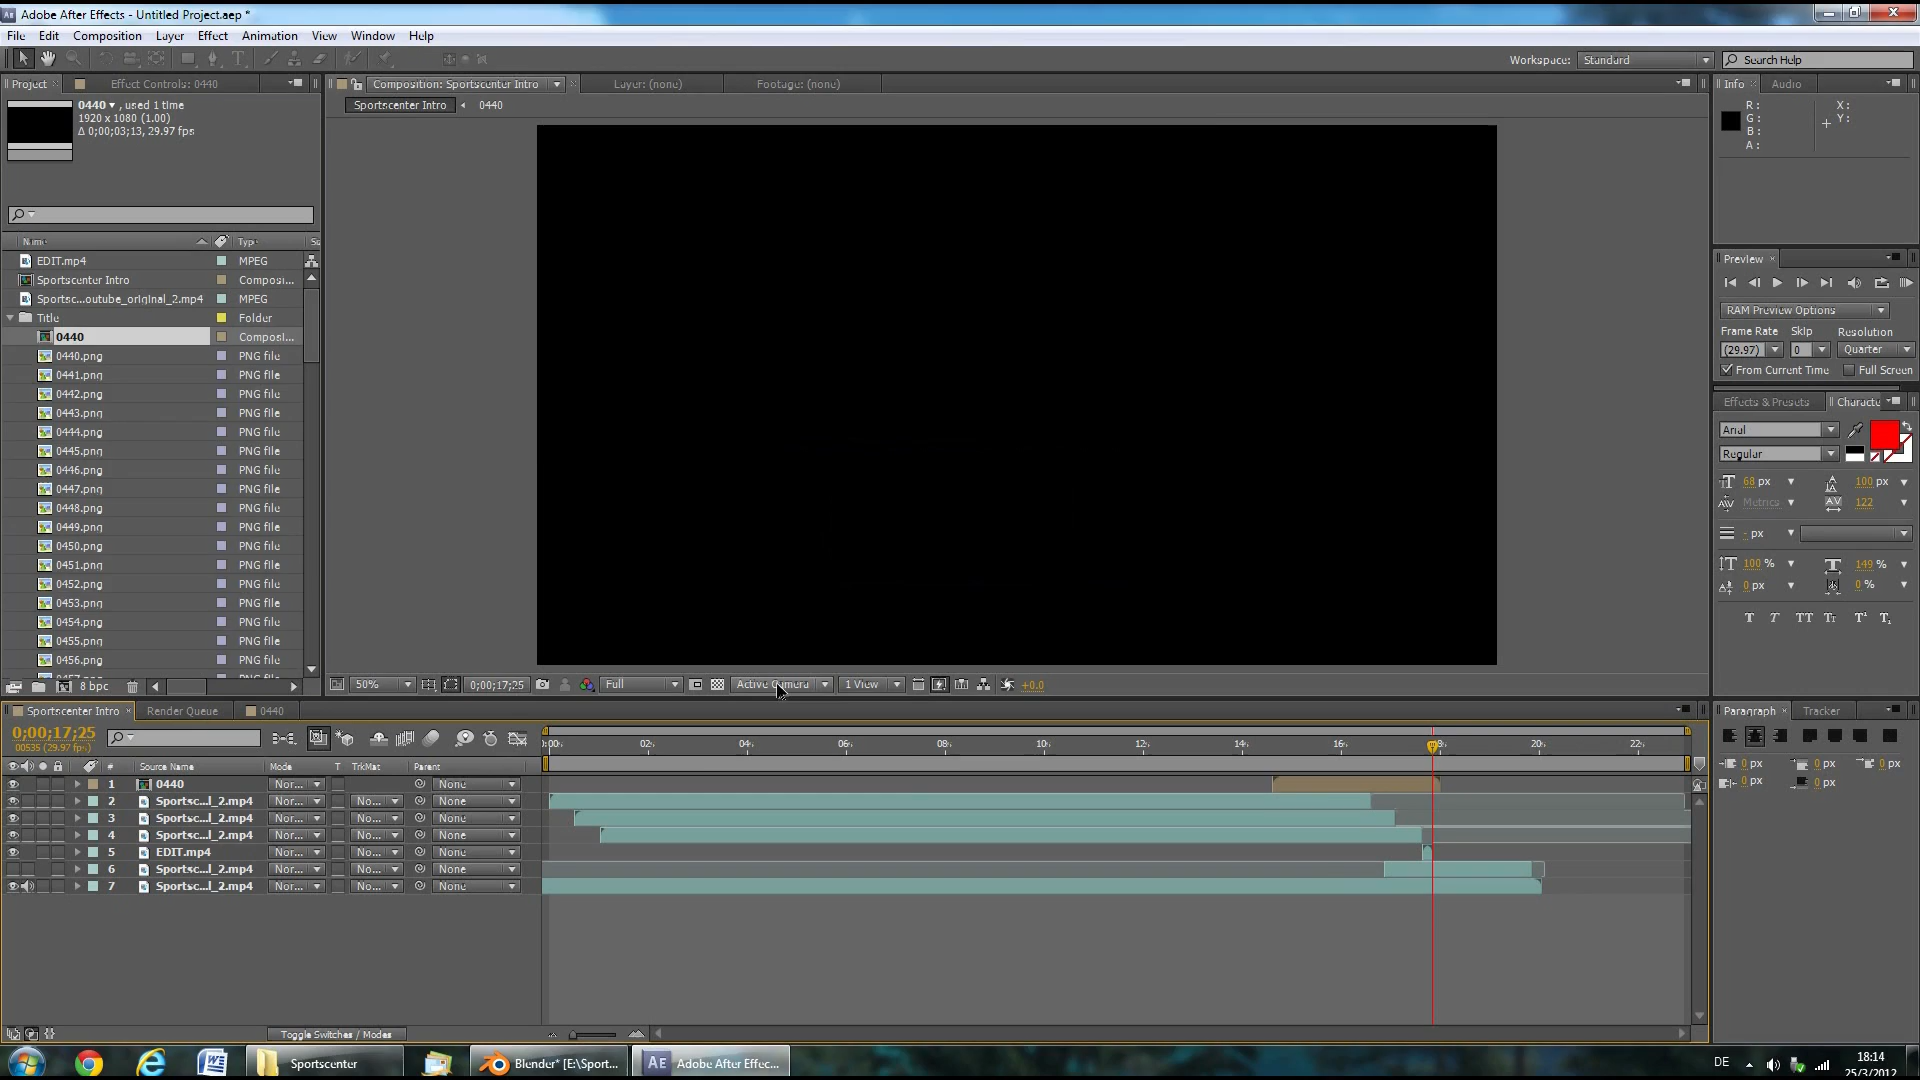 Adobe After Effects - Untitled Project.aep *
File Edit Composition Layer Effect Animation View Window Help
Workspace: Standard
Search Help
Project Effect Controls: 0440
Composition: Sportscenter Intro
Layer: (none)
Footage: (none)
Info Audio
Sportscenter Intro 0440
0440 , used 1 time
1920 x 1080 (1.00)
Δ 0;00;03;13, 29.97 fps
R :
G :
B :
A :
X :
Y :
Name Type
EDIT.mp4 MPEG
Sportscenter Intro Composi...
Sportsc...outube_original_2.mp4 MPEG
Title Folder
0440 Composi...
0440.png PNG file
0441.png PNG file
0442.png PNG file
0443.png PNG file
0444.png PNG file
0445.png PNG file
0446.png PNG file
0447.png PNG file
0448.png PNG file
0449.png PNG file
0450.png PNG file
0451.png PNG file
0452.png PNG file
0453.png PNG file
0454.png PNG file
0455.png PNG file
0456.png PNG file
8 bpc
50% 0;00;17;25 Full Active Camera 1 View +0.0
Preview
RAM Preview Options
Frame Rate Skip Resolution
(29.97) 0 Quarter
From Current Time Full Screen
Effects & Presets Characte
Arial
Regular
68 px 100 px
Metrics 122
- px
100 % 149 %
0 px 0 %
T T TT Tt T¹ T₁
Paragraph Tracker
0 px 0 px 0 px
0 px 0 px
Sportscenter Intro Render Queue 0440
0;00;17;25
00535 (29.97 fps)
0:00s 02s 04s 06s 08s 10s 12s 14s 16s 18s 20s 22s
# Source Name Mode T TrkMat Parent
1 0440 Nor... None
2 Sportsc...l_2.mp4 Nor... No... None
3 Sportsc...l_2.mp4 Nor... No... None
4 Sportsc...l_2.mp4 Nor... No... None
5 EDIT.mp4 Nor... No... None
6 Sportsc...l_2.mp4 Nor... No... None
7 Sportsc...l_2.mp4 Nor... No... None
Toggle Switches / Modes
Sportscenter
Blender* [E:\Sport...
Adobe After Effec...
DE
18:14
25/3/2012